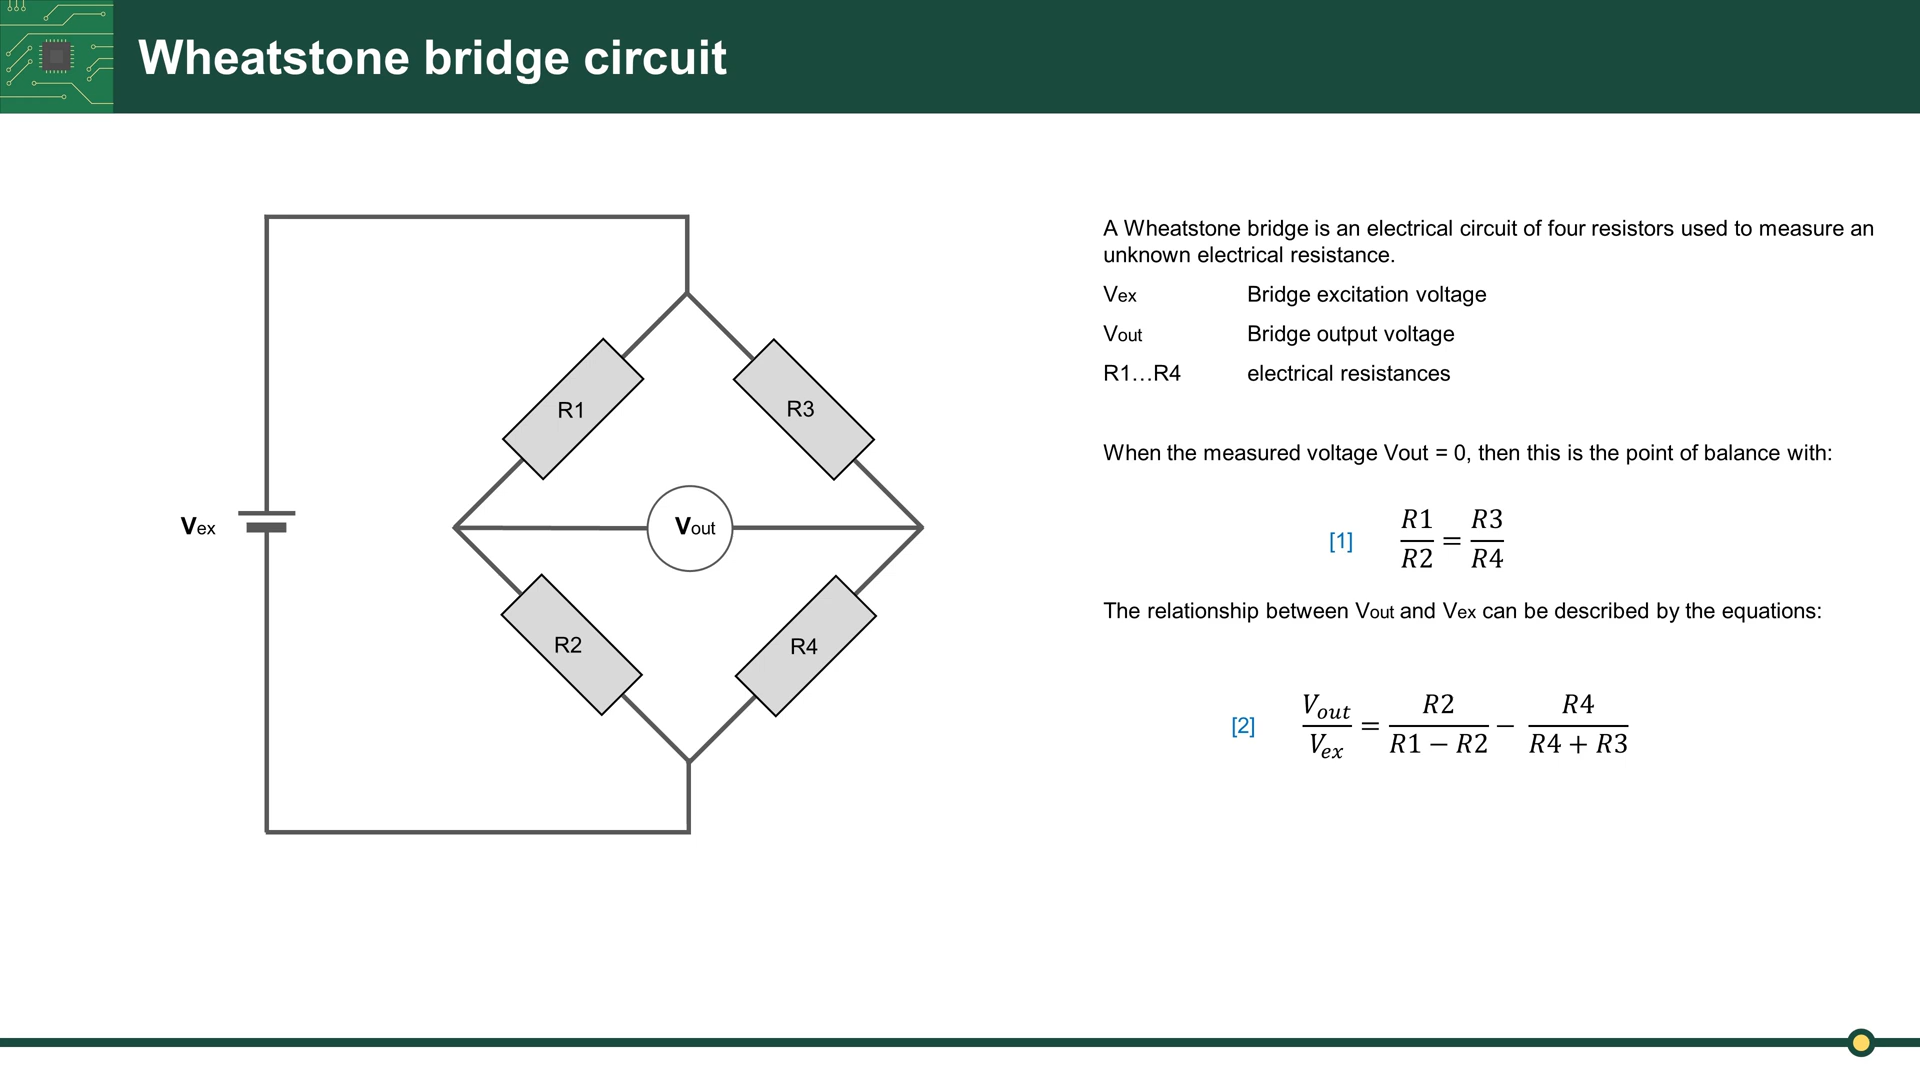 Wheatstone bridge circuit
A Wheatstone bridge is an electrical circuit of four resistors used to measure an
unknown electrical resistance.
Vex Bridge excitation voltage
Vout Bridge output voltage
R1…R4 electrical resistances
When the measured voltage Vout = 0, then this is the point of balance with:
[1] R1/R2 = R3/R4
The relationship between Vout and Vex can be described by the equations:
[2] V_out/V_ex = R2/(R1 − R2) − R4/(R4 + R3)
R1
R3
Vex
Vout
R2
R4